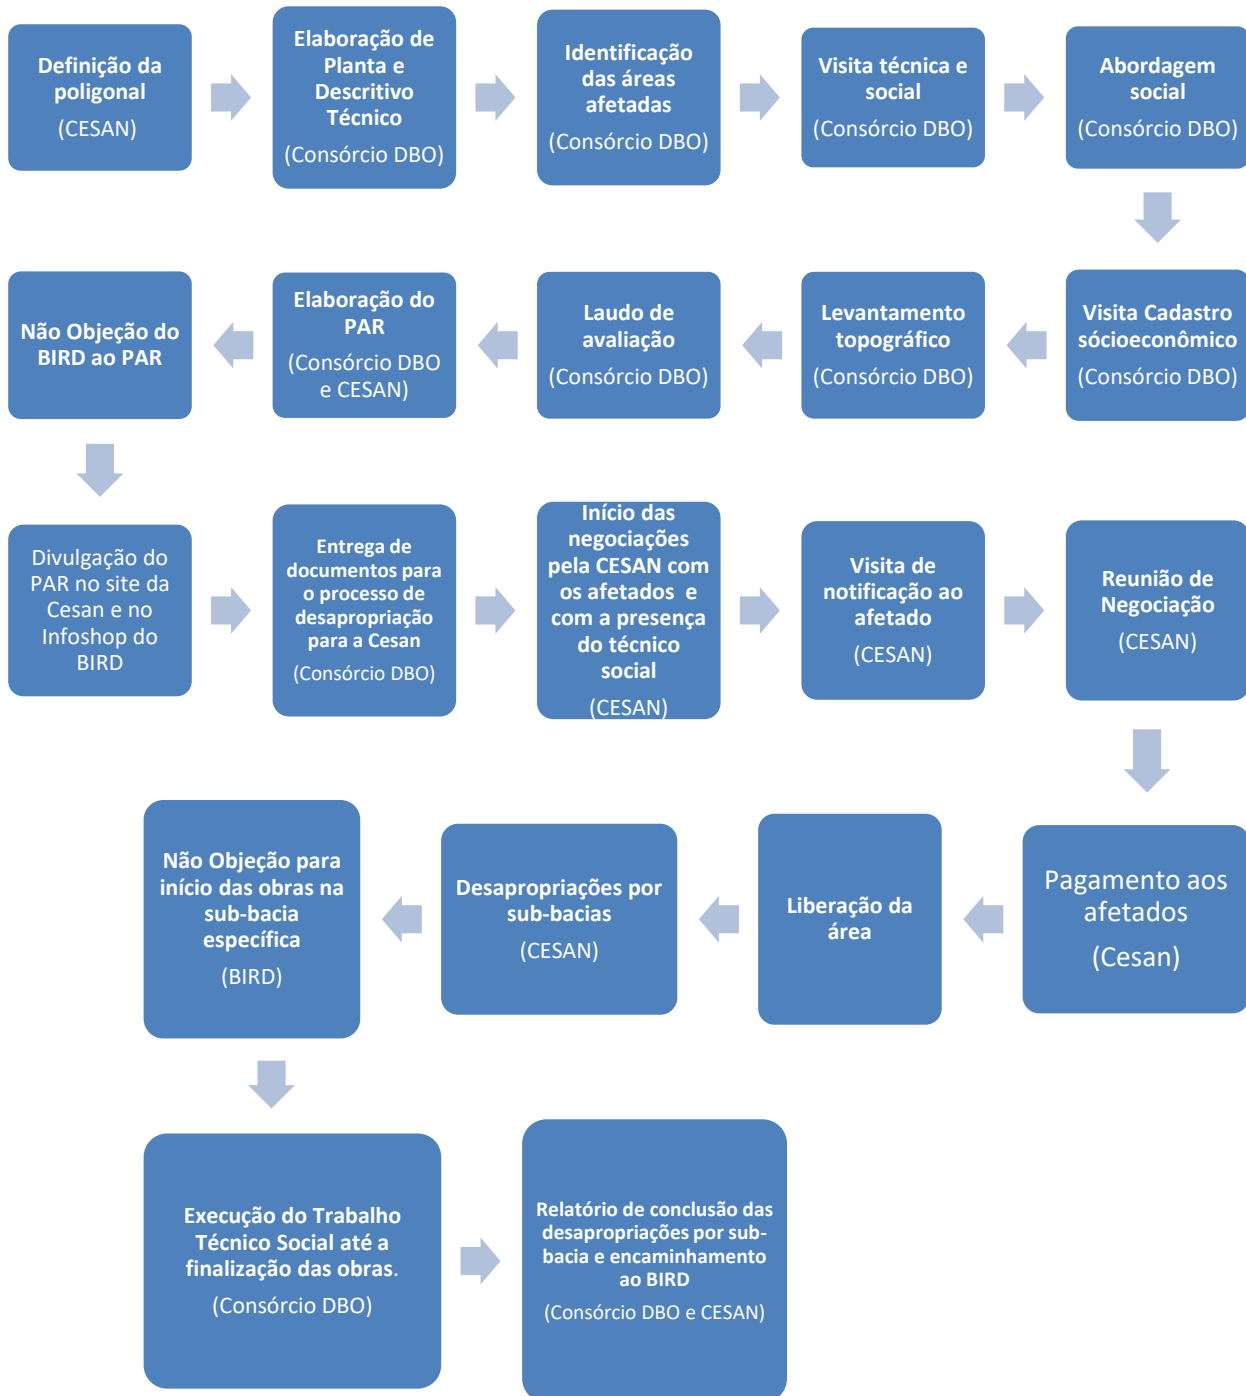 Definição da
poligonal
(CESAN)
Elaboração de
Planta e
Descritivo
Técnico
(Consórcio DBO)
Identificação
das áreas
afetadas
(Consórcio DBO)
Visita técnica e
social
(Consórcio DBO)
Abordagem
social
(Consórcio DBO)
Visita Cadastro
sócioeconômico
(Consórcio DBO)
Levantamento
topográfico
(Consórcio DBO)
Laudo de
avaliação
(Consórcio DBO)
Elaboração do
PAR
(Consórcio DBO
e CESAN)
Não Objeção do
BIRD ao PAR
Divulgação do
PAR no site da
Cesan e no
Infoshop do
BIRD
Entrega de
documentos para
o processo de
desapropriação
para a Cesan
(Consórcio DBO)
Início das
negociações
pela CESAN com
os afetados e
com a presença
do técnico
social
(CESAN)
Visita de
notificação ao
afetado
(CESAN)
Reunião de
Negociação
(CESAN)
Pagamento aos
afetados
(Cesan)
Liberação da
área
Desapropriações por
sub-bacias
(CESAN)
Não Objeção para
início das obras na
sub-bacia
específica
(BIRD)
Execução do Trabalho
Técnico Social até a
finalização das obras.
(Consórcio DBO)
Relatório de conclusão das
desapropriações por sub-
bacia e encaminhamento
ao BIRD
(Consórcio DBO e CESAN)